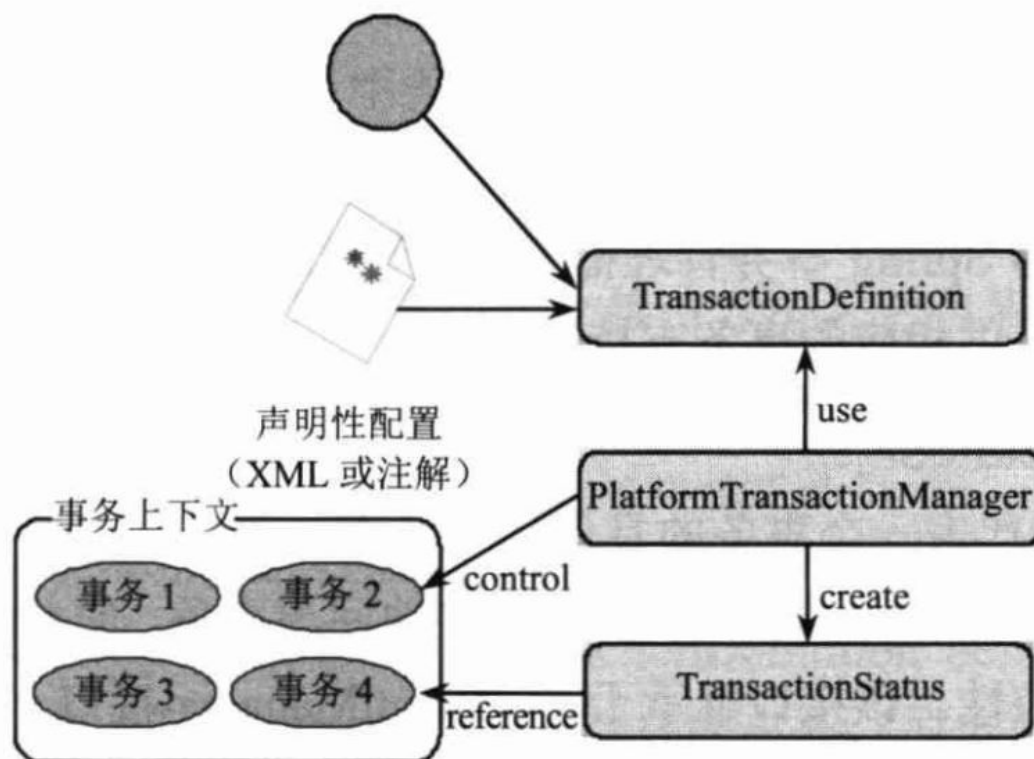 TransactionDefinition
声明性配置
（XML 或注解）
use
PlatformTransactionManager
事务上下文
事务 1
事务 2
control
create
事务 3
事务 4
reference
TransactionStatus